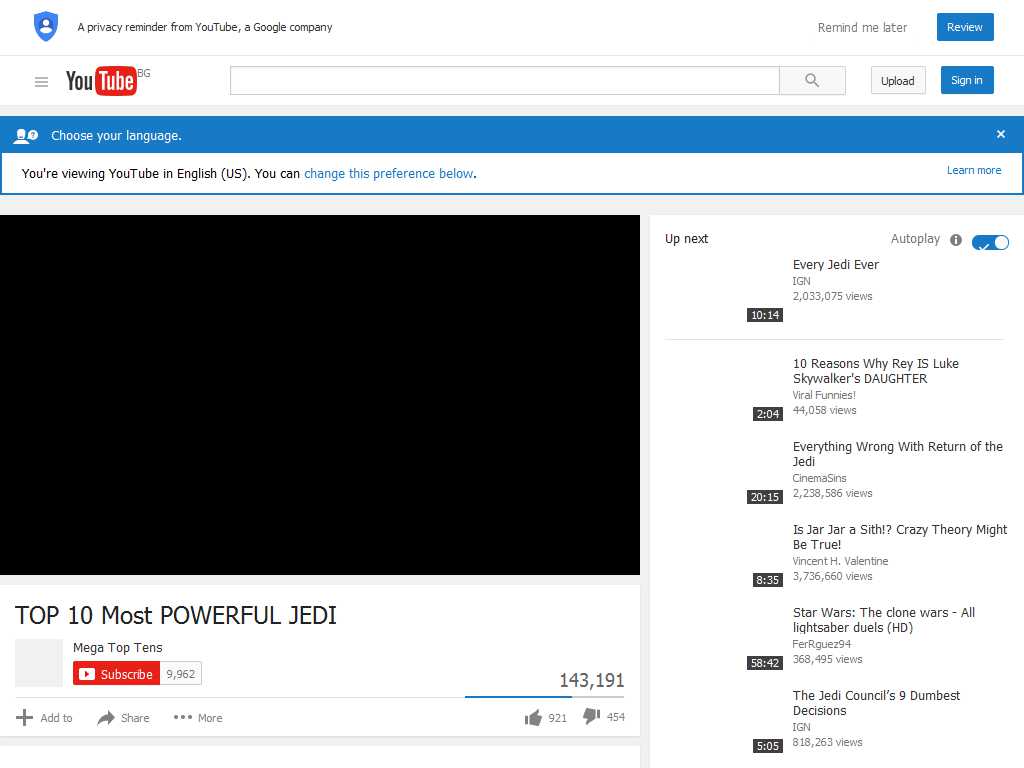 A privacy reminder from YouTube, a Google company
Remind me later
Review
YouTube BG
Upload
Sign in
Choose your language.
You're viewing YouTube in English (US). You can change this preference below.
Learn more
Up next
Autoplay
Every Jedi Ever
IGN
2,033,075 views
10:14
10 Reasons Why Rey IS Luke
Skywalker's DAUGHTER
Viral Funnies!
44,058 views
2:04
Everything Wrong With Return of the
Jedi
CinemaSins
2,238,586 views
20:15
Is Jar Jar a Sith!? Crazy Theory Might
Be True!
Vincent H. Valentine
3,736,660 views
8:35
Star Wars: The clone wars - All
lightsaber duels (HD)
FerRguez94
368,495 views
58:42
The Jedi Council’s 9 Dumbest
Decisions
IGN
818,263 views
5:05
TOP 10 Most POWERFUL JEDI
Mega Top Tens
Subscribe 9,962
143,191
Add to
Share
More
921
454